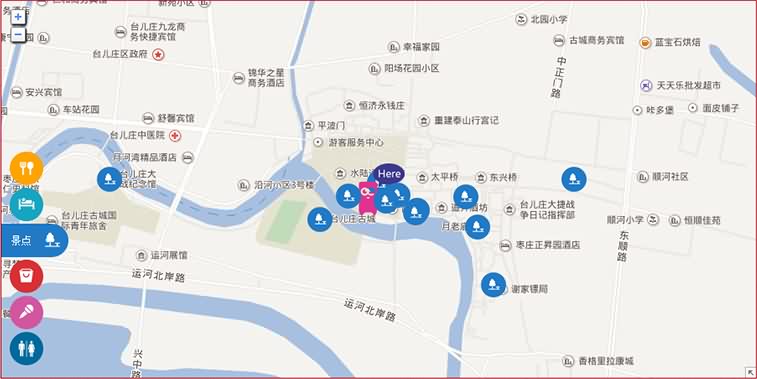 +
−
新苑小区
康宁
台儿庄九龙商
务快捷宾馆
北园小学
古城商务宾馆
蓝宝石烘焙
台儿庄区政府
幸福家园
锦华之星
商务酒店
阳场花园小区
中正门路
天天乐批发超市
安兴宾馆
车站花园
恒济永钱庄
咔多堡
面皮铺子
舒馨宾馆
平波门
重建泰山行宫记
台儿庄中医院
游客服务中心
月河湾精品酒店
台儿庄大
战纪念馆
水陆
Here
太平桥
东兴桥
沿河小区3号楼
顺河社区
景点
台儿庄古城国
际青年旅舍
台儿庄古城
酒坊
月老
台儿庄大捷战
争日记指挥部
顺河小学
恒顺佳苑
运河展馆
枣庄正昇园酒店
东顺路
运河北岸路
谢家镖局
运河北岸路
兴中路
香格里拉康城